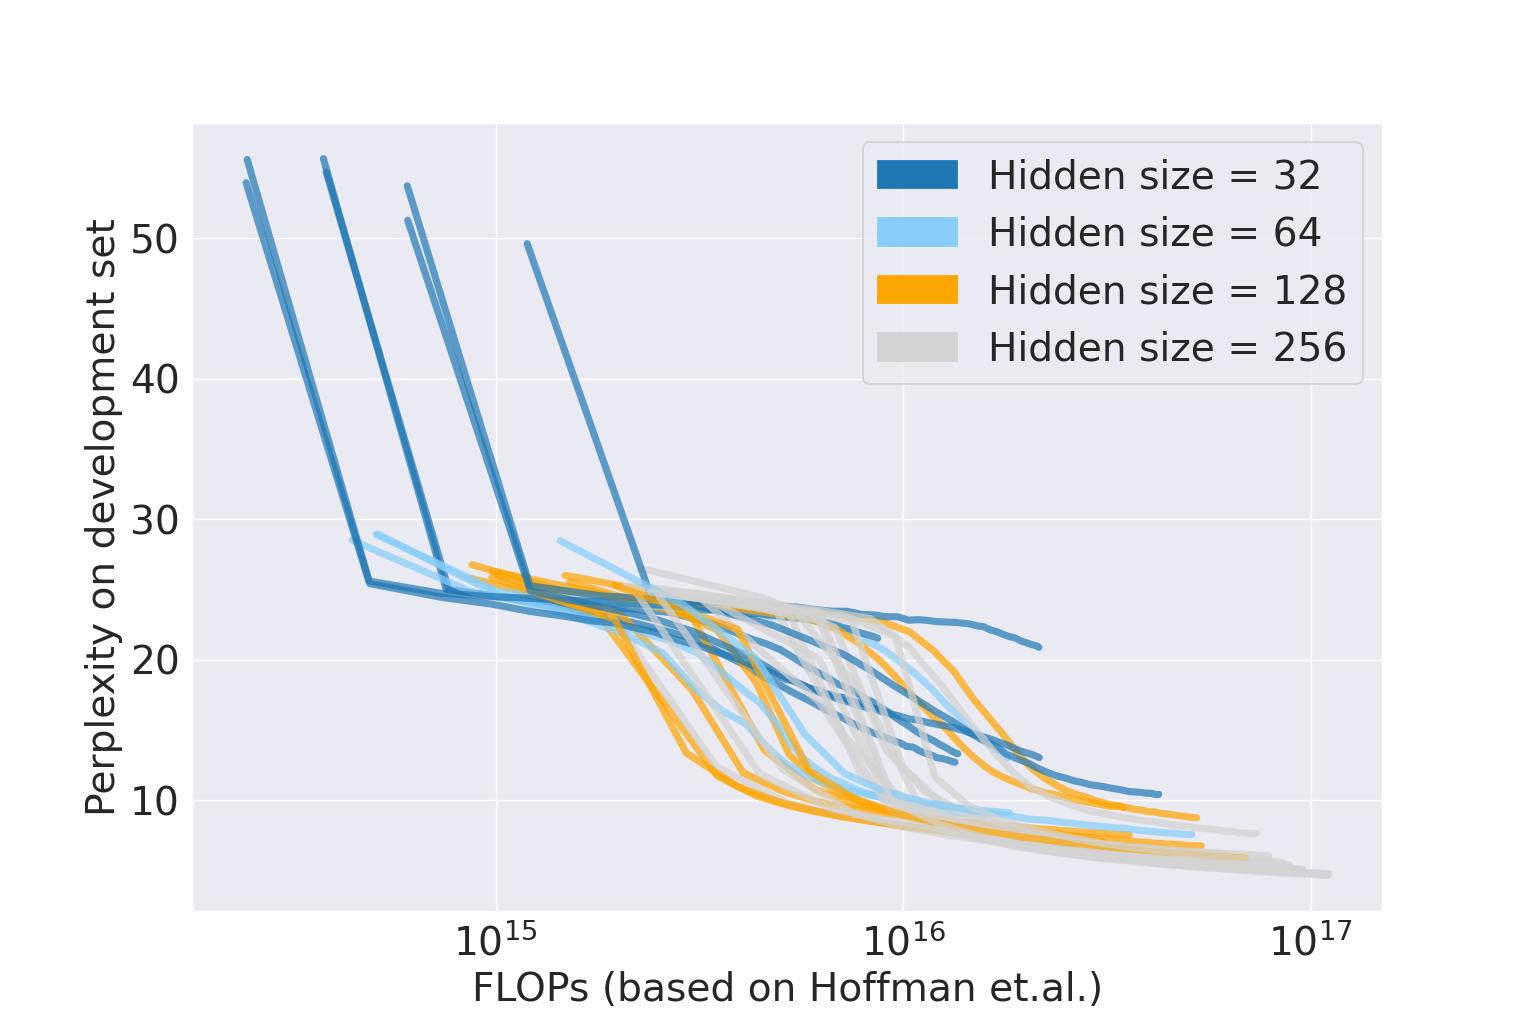 Hidden size = 32
Hidden size = 64
Hidden size = 128
Hidden size = 256
Perplexity on development set
50
40
30
20
10
10^15
10^16
10^17
FLOPs (based on Hoffman et.al.)